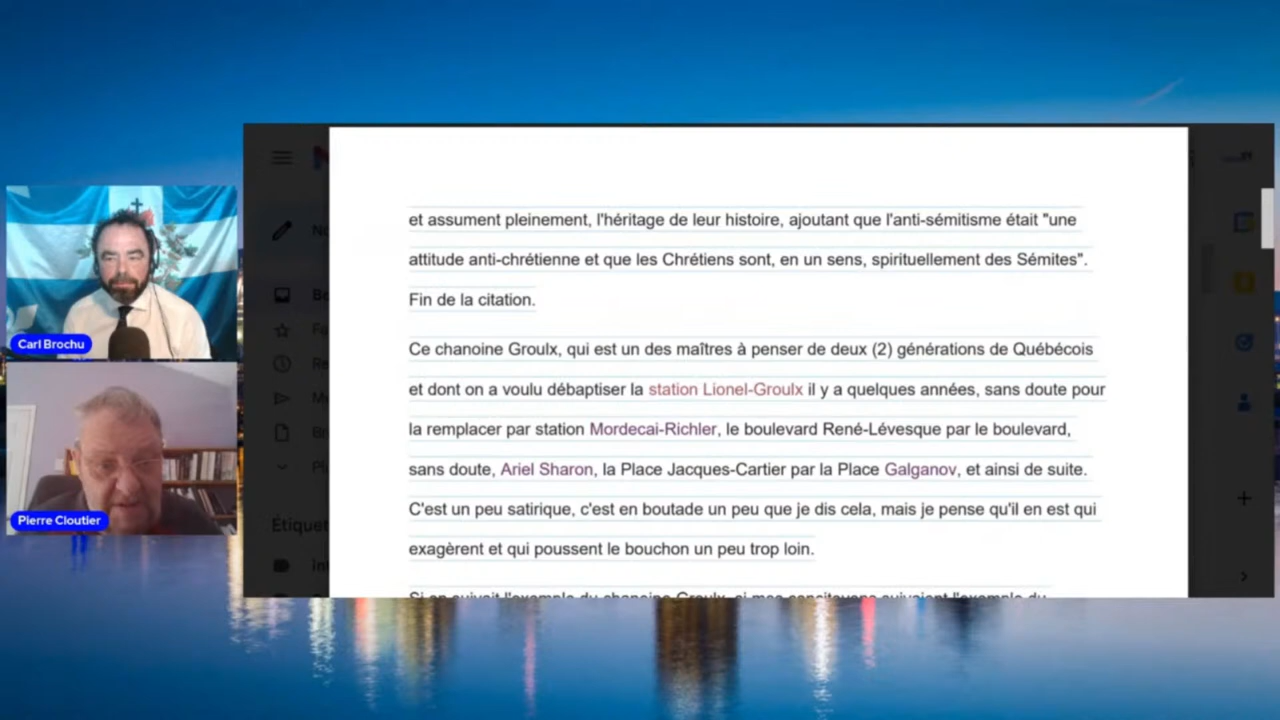 et assument pleinement, l'héritage de leur histoire, ajoutant que l'anti-sémitisme était "une
attitude anti-chrétienne et que les Chrétiens sont, en un sens, spirituellement des Sémites".
Fin de la citation.
Ce chanoine Groulx, qui est un des maîtres à penser de deux (2) générations de Québécois
et dont on a voulu débaptiser la station Lionel-Groulx il y a quelques années, sans doute pour
la remplacer par station Mordecai-Richler, le boulevard René-Lévesque par le boulevard,
sans doute, Ariel Sharon, la Place Jacques-Cartier par la Place Galganov, et ainsi de suite.
C'est un peu satirique, c'est en boutade un peu que je dis cela, mais je pense qu'il en est qui
exagèrent et qui poussent le bouchon un peu trop loin.
Carl Brochu
Pierre Cloutier